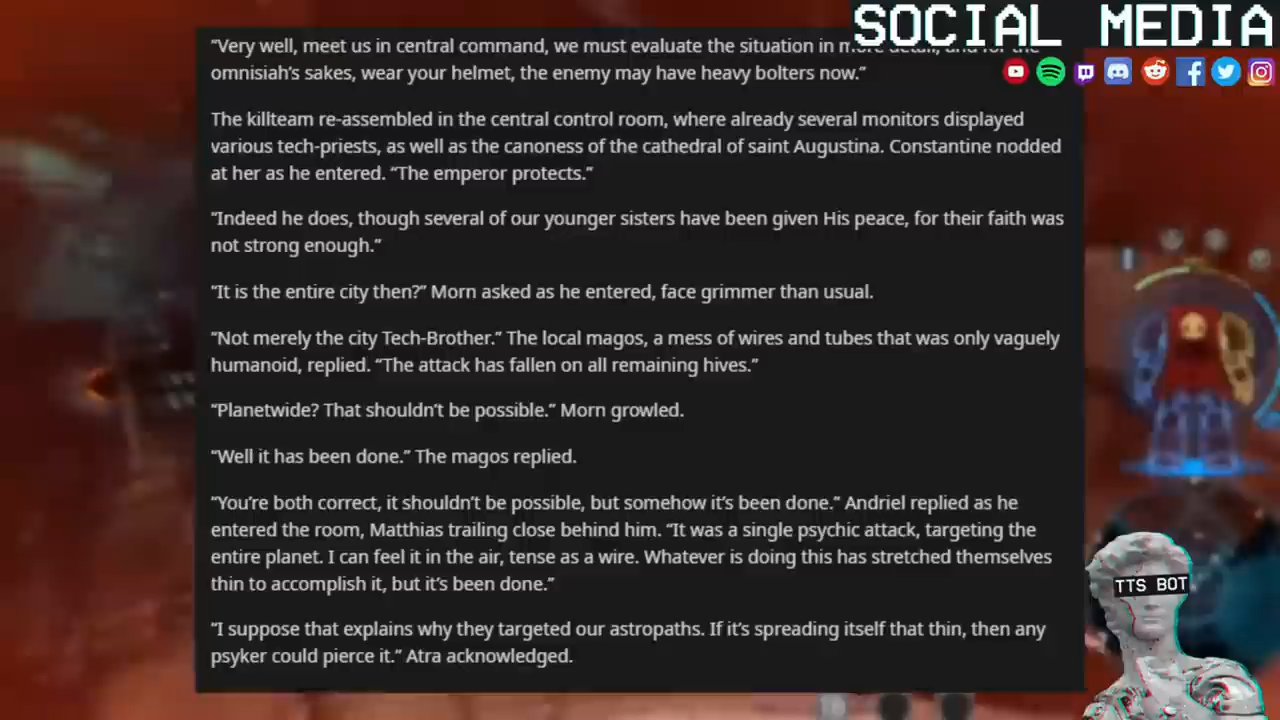 SOCIAL MEDIA
“Very well, meet us in central command, we must evaluate the situation in more detail, and for the
omnisiah’s sakes, wear your helmet, the enemy may have heavy bolters now.”
The killteam re-assembled in the central control room, where already several monitors displayed
various tech-priests, as well as the canoness of the cathedral of saint Augustina. Constantine nodded
at her as he entered. “The emperor protects.”
“Indeed he does, though several of our younger sisters have been given His peace, for their faith was
not strong enough.”
“It is the entire city then?” Morn asked as he entered, face grimmer than usual.
“Not merely the city Tech-Brother.” The local magos, a mess of wires and tubes that was only vaguely
humanoid, replied. “The attack has fallen on all remaining hives.”
“Planetwide? That shouldn’t be possible.” Morn growled.
“Well it has been done.” The magos replied.
“You’re both correct, it shouldn’t be possible, but somehow it’s been done.” Andriel replied as he
entered the room, Matthias trailing close behind him. “It was a single psychic attack, targeting the
entire planet. I can feel it in the air, tense as a wire. Whatever is doing this has stretched themselves
thin to accomplish it, but it’s been done.”
“I suppose that explains why they targeted our astropaths. If it’s spreading itself that thin, then any
psyker could pierce it.” Atra acknowledged.
TTS BOT